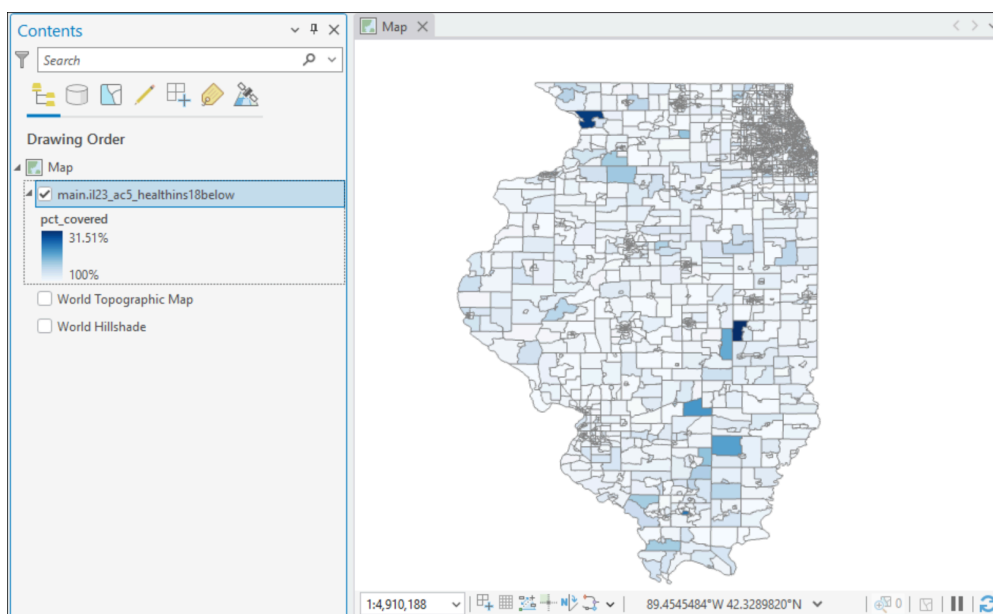 Contents
Search
Drawing Order
Map
main.il23_ac5_healthins18below
pct_covered
31.51%
100%
World Topographic Map
World Hillshade
Map
1:4,910,188
89.4545484°W 42.3289820°N
0